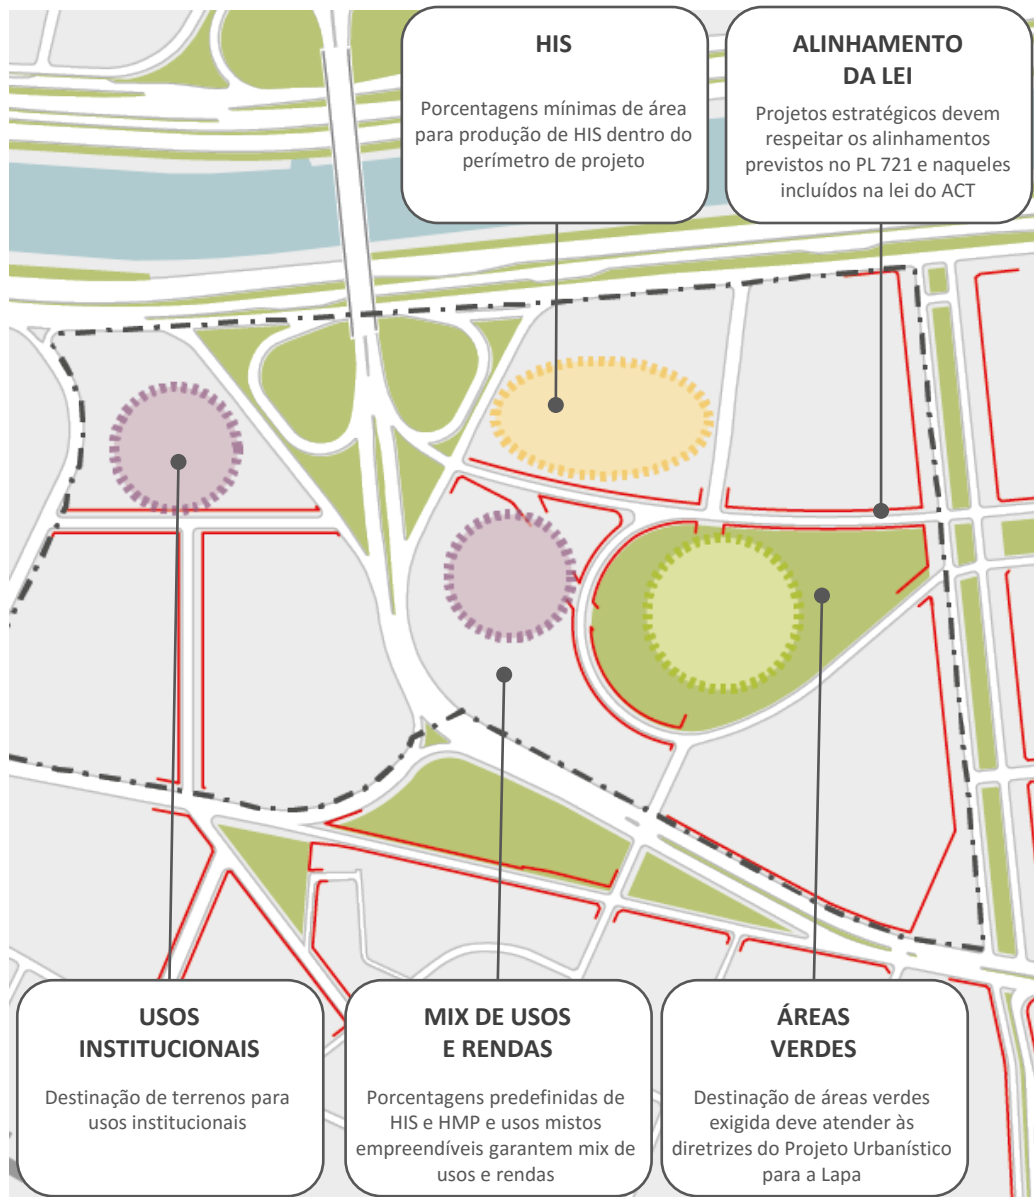 HIS
Porcentagens mínimas de área
para produção de HIS dentro do
perímetro de projeto
ALINHAMENTO
DA LEI
Projetos estratégicos devem
respeitar os alinhamentos
previstos no PL 721 e naqueles
incluídos na lei do ACT
USOS
INSTITUCIONAIS
Destinação de terrenos para
usos institucionais
MIX DE USOS
E RENDAS
Porcentagens predefinidas de
HIS e HMP e usos mistos
empreendíveis garantem mix de
usos e rendas
ÁREAS
VERDES
Destinação de áreas verdes
exigida deve atender às
diretrizes do Projeto Urbanístico
para a Lapa